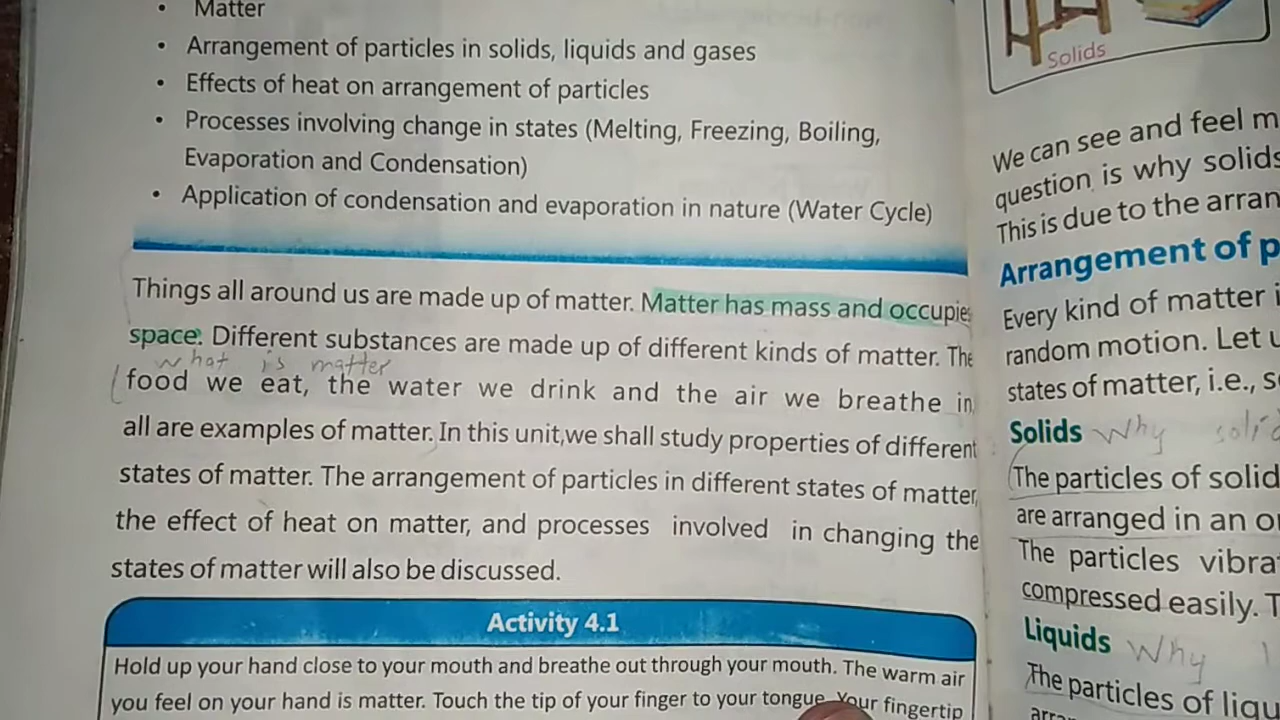 • Matter
• Arrangement of particles in solids, liquids and gases
• Effects of heat on arrangement of particles
• Processes involving change in states (Melting, Freezing, Boiling,
Evaporation and Condensation)
• Application of condensation and evaporation in nature (Water Cycle)
Things all around us are made up of matter. Matter has mass and occupies
space. Different substances are made up of different kinds of matter. The
what is matter
food we eat, the water we drink and the air we breathe in
all are examples of matter. In this unit,we shall study properties of different
states of matter. The arrangement of particles in different states of matter,
the effect of heat on matter, and processes involved in changing the
states of matter will also be discussed.
Activity 4.1
Hold up your hand close to your mouth and breathe out through your mouth. The warm air
you feel on your hand is matter. Touch the tip of your finger to your tongue. Your fingertip
Solids
We can see and feel
question is why solids
This is due to the
Arrangement of
Every kind of matter
random motion. Let
states of matter, i.e.,
Solids Why
The particles of
are arranged in an
The particles
compressed easily.
Liquids Why
The particles of